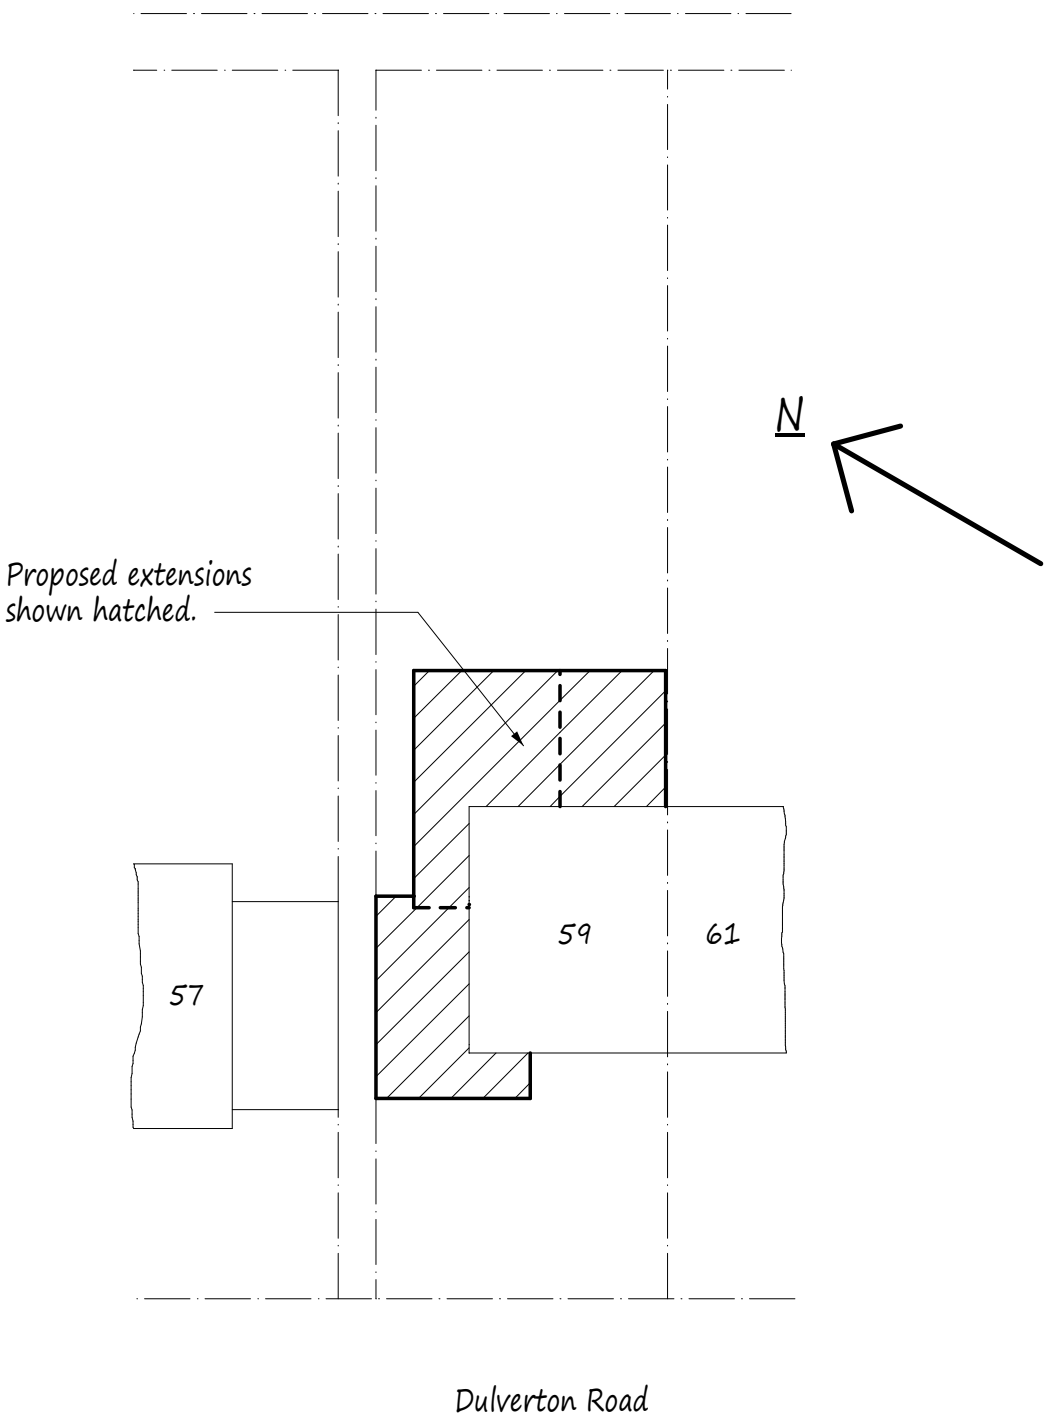 N
Proposed extensions
shown hatched.
59
61
57
Dulverton Road